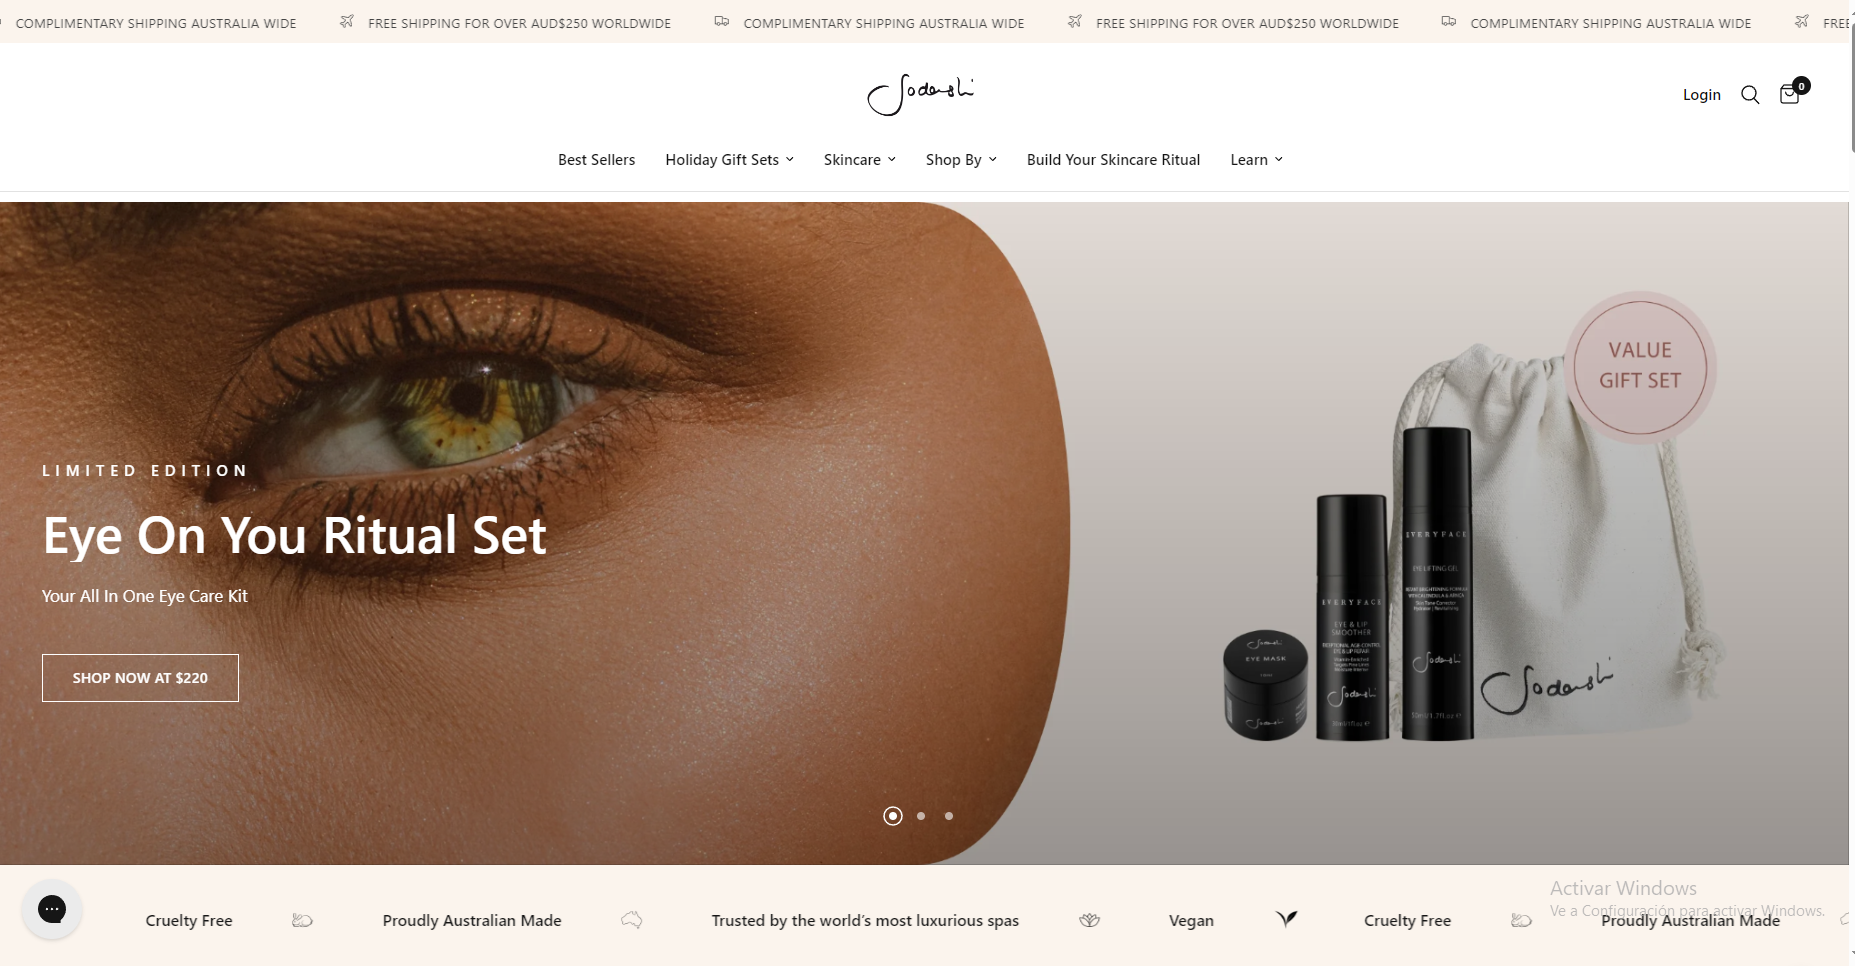 COMPLIMENTARY SHIPPING AUSTRALIA WIDE FREE SHIPPING FOR OVER AUD$250 WORLDWIDE COMPLIMENTARY SHIPPING AUSTRALIA WIDE FREE SHIPPING FOR OVER AUD$250 WORLDWIDE COMPLIMENTARY SHIPPING AUSTRALIA WIDE FREE
Sodashi
Login 0
Best Sellers Holiday Gift Sets Skincare Shop By Build Your Skincare Ritual Learn
VALUE
GIFT SET
LIMITED EDITION
Eye On You Ritual Set
Your All In One Eye Care Kit
SHOP NOW AT $220
Sodashi
EYE MASK
Sodashi
EVERYFACE
EYE & LIP
SMOOTHER
Sodashi
EVERYFACE
EYE LIFTING GEL
Sodashi
Sodashi
Activar Windows
Ve a Configuración para activar Windows.
Cruelty Free Proudly Australian Made Trusted by the world's most luxurious spas Vegan Cruelty Free Proudly Australian Made